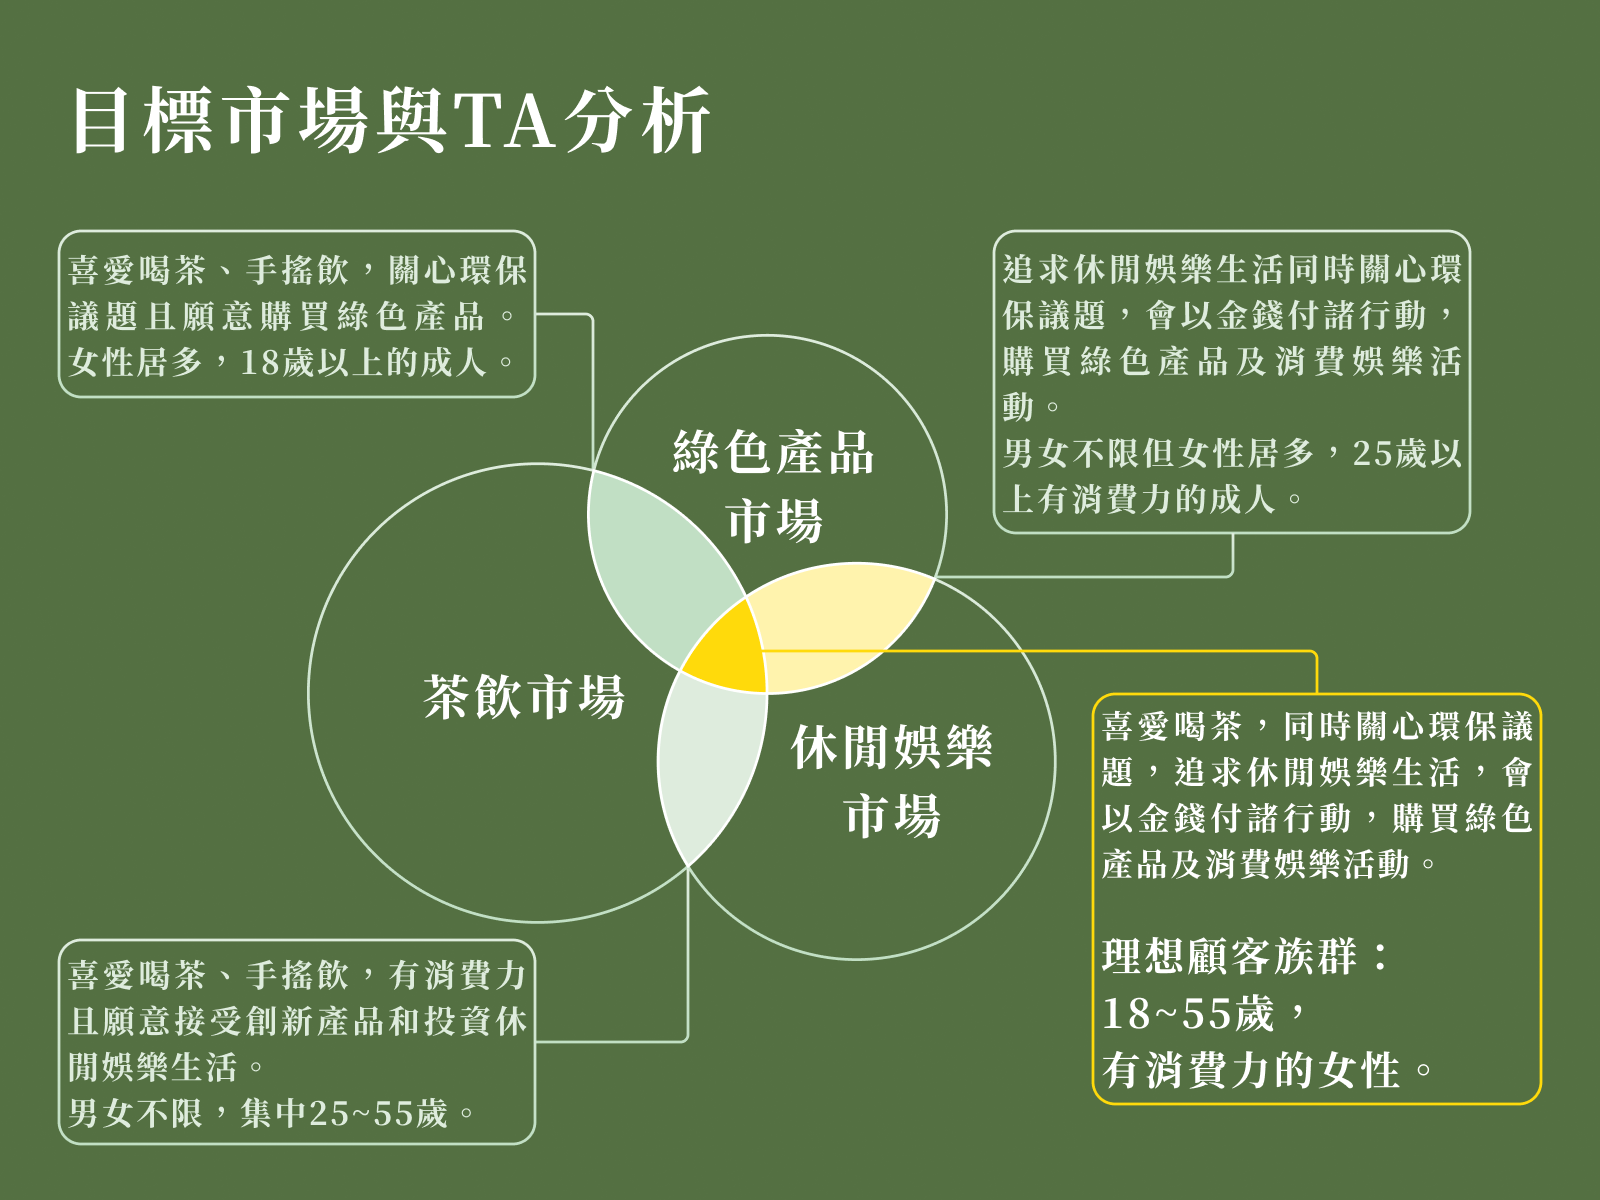 目標市場與TA分析
喜愛喝茶、手搖飲，關心環保
議題且願意購買綠色產品。
女性居多，18歲以上的成人。
追求休閒娛樂生活同時關心環
保議題，會以金錢付諸行動，
購買綠色產品及消費娛樂活
動。
男女不限但女性居多，25歲以
上有消費力的成人。
綠色產品
市場
茶飲市場
休閒娛樂
市場
喜愛喝茶，同時關心環保議
題，追求休閒娛樂生活，會
以金錢付諸行動，購買綠色
產品及消費娛樂活動。
理想顧客族群：
18~55歲，
有消費力的女性。
喜愛喝茶、手搖飲，有消費力
且願意接受創新產品和投資休
閒娛樂生活。
男女不限，集中25~55歲。